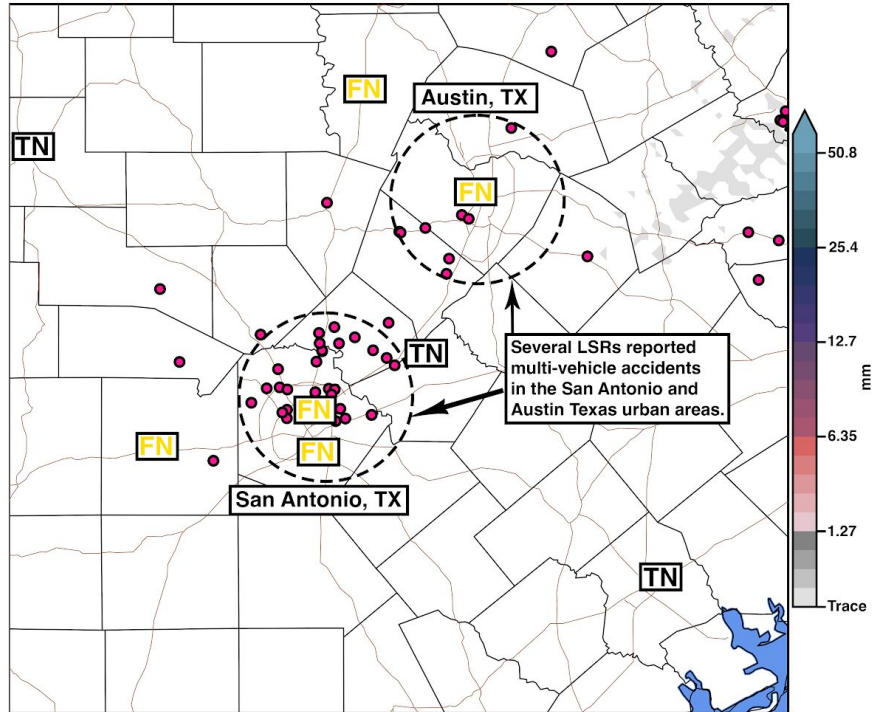 FN
Austin, TX
TN
FN
TN
Several LSRs reported
multi-vehicle accidents
in the San Antonio and
Austin Texas urban areas.
FN
FN
FN
San Antonio, TX
TN
50.8
25.4
12.7
6.35
1.27
Trace
mm